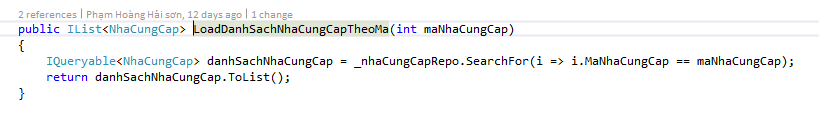 2 references | Phạm Hoàng Hải sơn, 12 days ago | 1 change
public IList<NhaCungCap> LoadDanhSachNhaCungCapTheoMa(int maNhaCungCap)
{
    IQueryable<NhaCungCap> danhSachNhaCungCap = _nhaCungCapRepo.SearchFor(i => i.MaNhaCungCap == maNhaCungCap);
    return danhSachNhaCungCap.ToList();
}